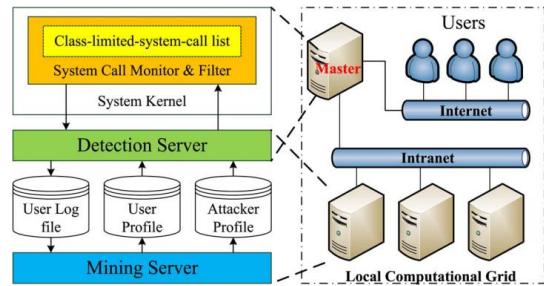 Class-limited-system-call list
System Call Monitor & Filter
System Kernel
Detection Server
User Log
file
User
Profile
Attacker
Profile
Mining Server
Users
Master
Internet
Intranet
Local Computational Grid